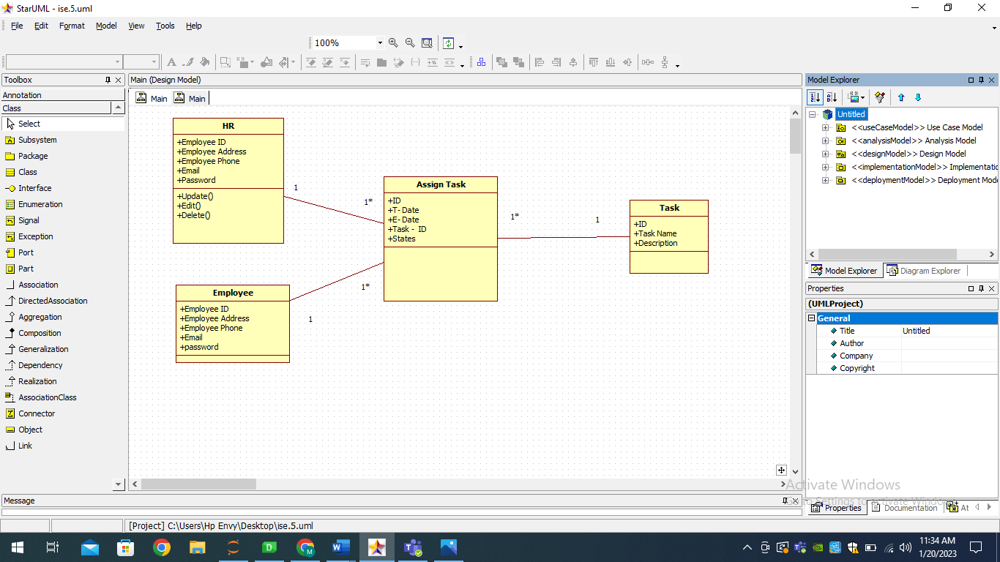 StarUML - ise.5.uml
File Edit Format Model View Tools Help
100%
Toolbox
Annotation
Class
Select
Subsystem
Package
Class
Interface
Enumeration
Signal
Exception
Port
Part
Association
DirectedAssociation
Aggregation
Composition
Generalization
Dependency
Realization
AssociationClass
Connector
Object
Link
Main (Design Model)
Main Main
HR
+Employee ID
+Employee Address
+Employee Phone
+Email
+Password
+Update()
+Edit()
+Delete()
1
1*
Assign Task
+ID
+T- Date
+E- Date
+Task - ID
+States
1*
1
Task
+ID
+Task Name
+Description
Employee
+Employee ID
+Employee Address
+Employee Phone
+Email
+password
1*
1
Model Explorer
Untitled
<<useCaseModel>> Use Case Model
<<analysisModel>> Analysis Model
<<designModel>> Design Model
<<implementationModel>> Implementatio
<<deploymentModel>> Deployment Mode
Model Explorer Diagram Explorer
Properties
(UMLProject)
General
Title Untitled
Author
Company
Copyright
Activate Windows
Go to Settings to activate Windows.
Properties Documentation At
Message
[Project] C:\Users\Hp Envy\Desktop\ise.5.uml
11:34 AM
1/20/2023